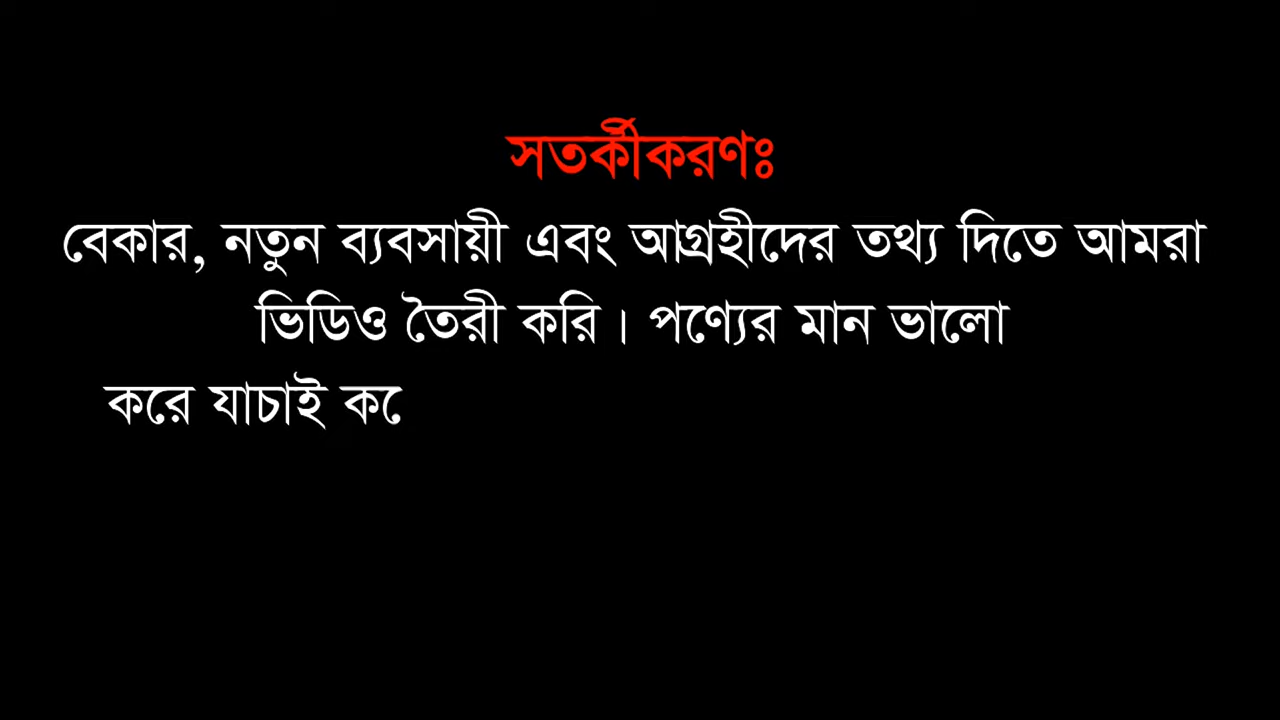 সতর্কীকরণঃ
বেকার, নতুন ব্যবসায়ী এবং আগ্রহীদের তথ্য দিতে আমরা
ভিডিও তৈরী করি। পণ্যের মান ভালো
করে যাচাই কে